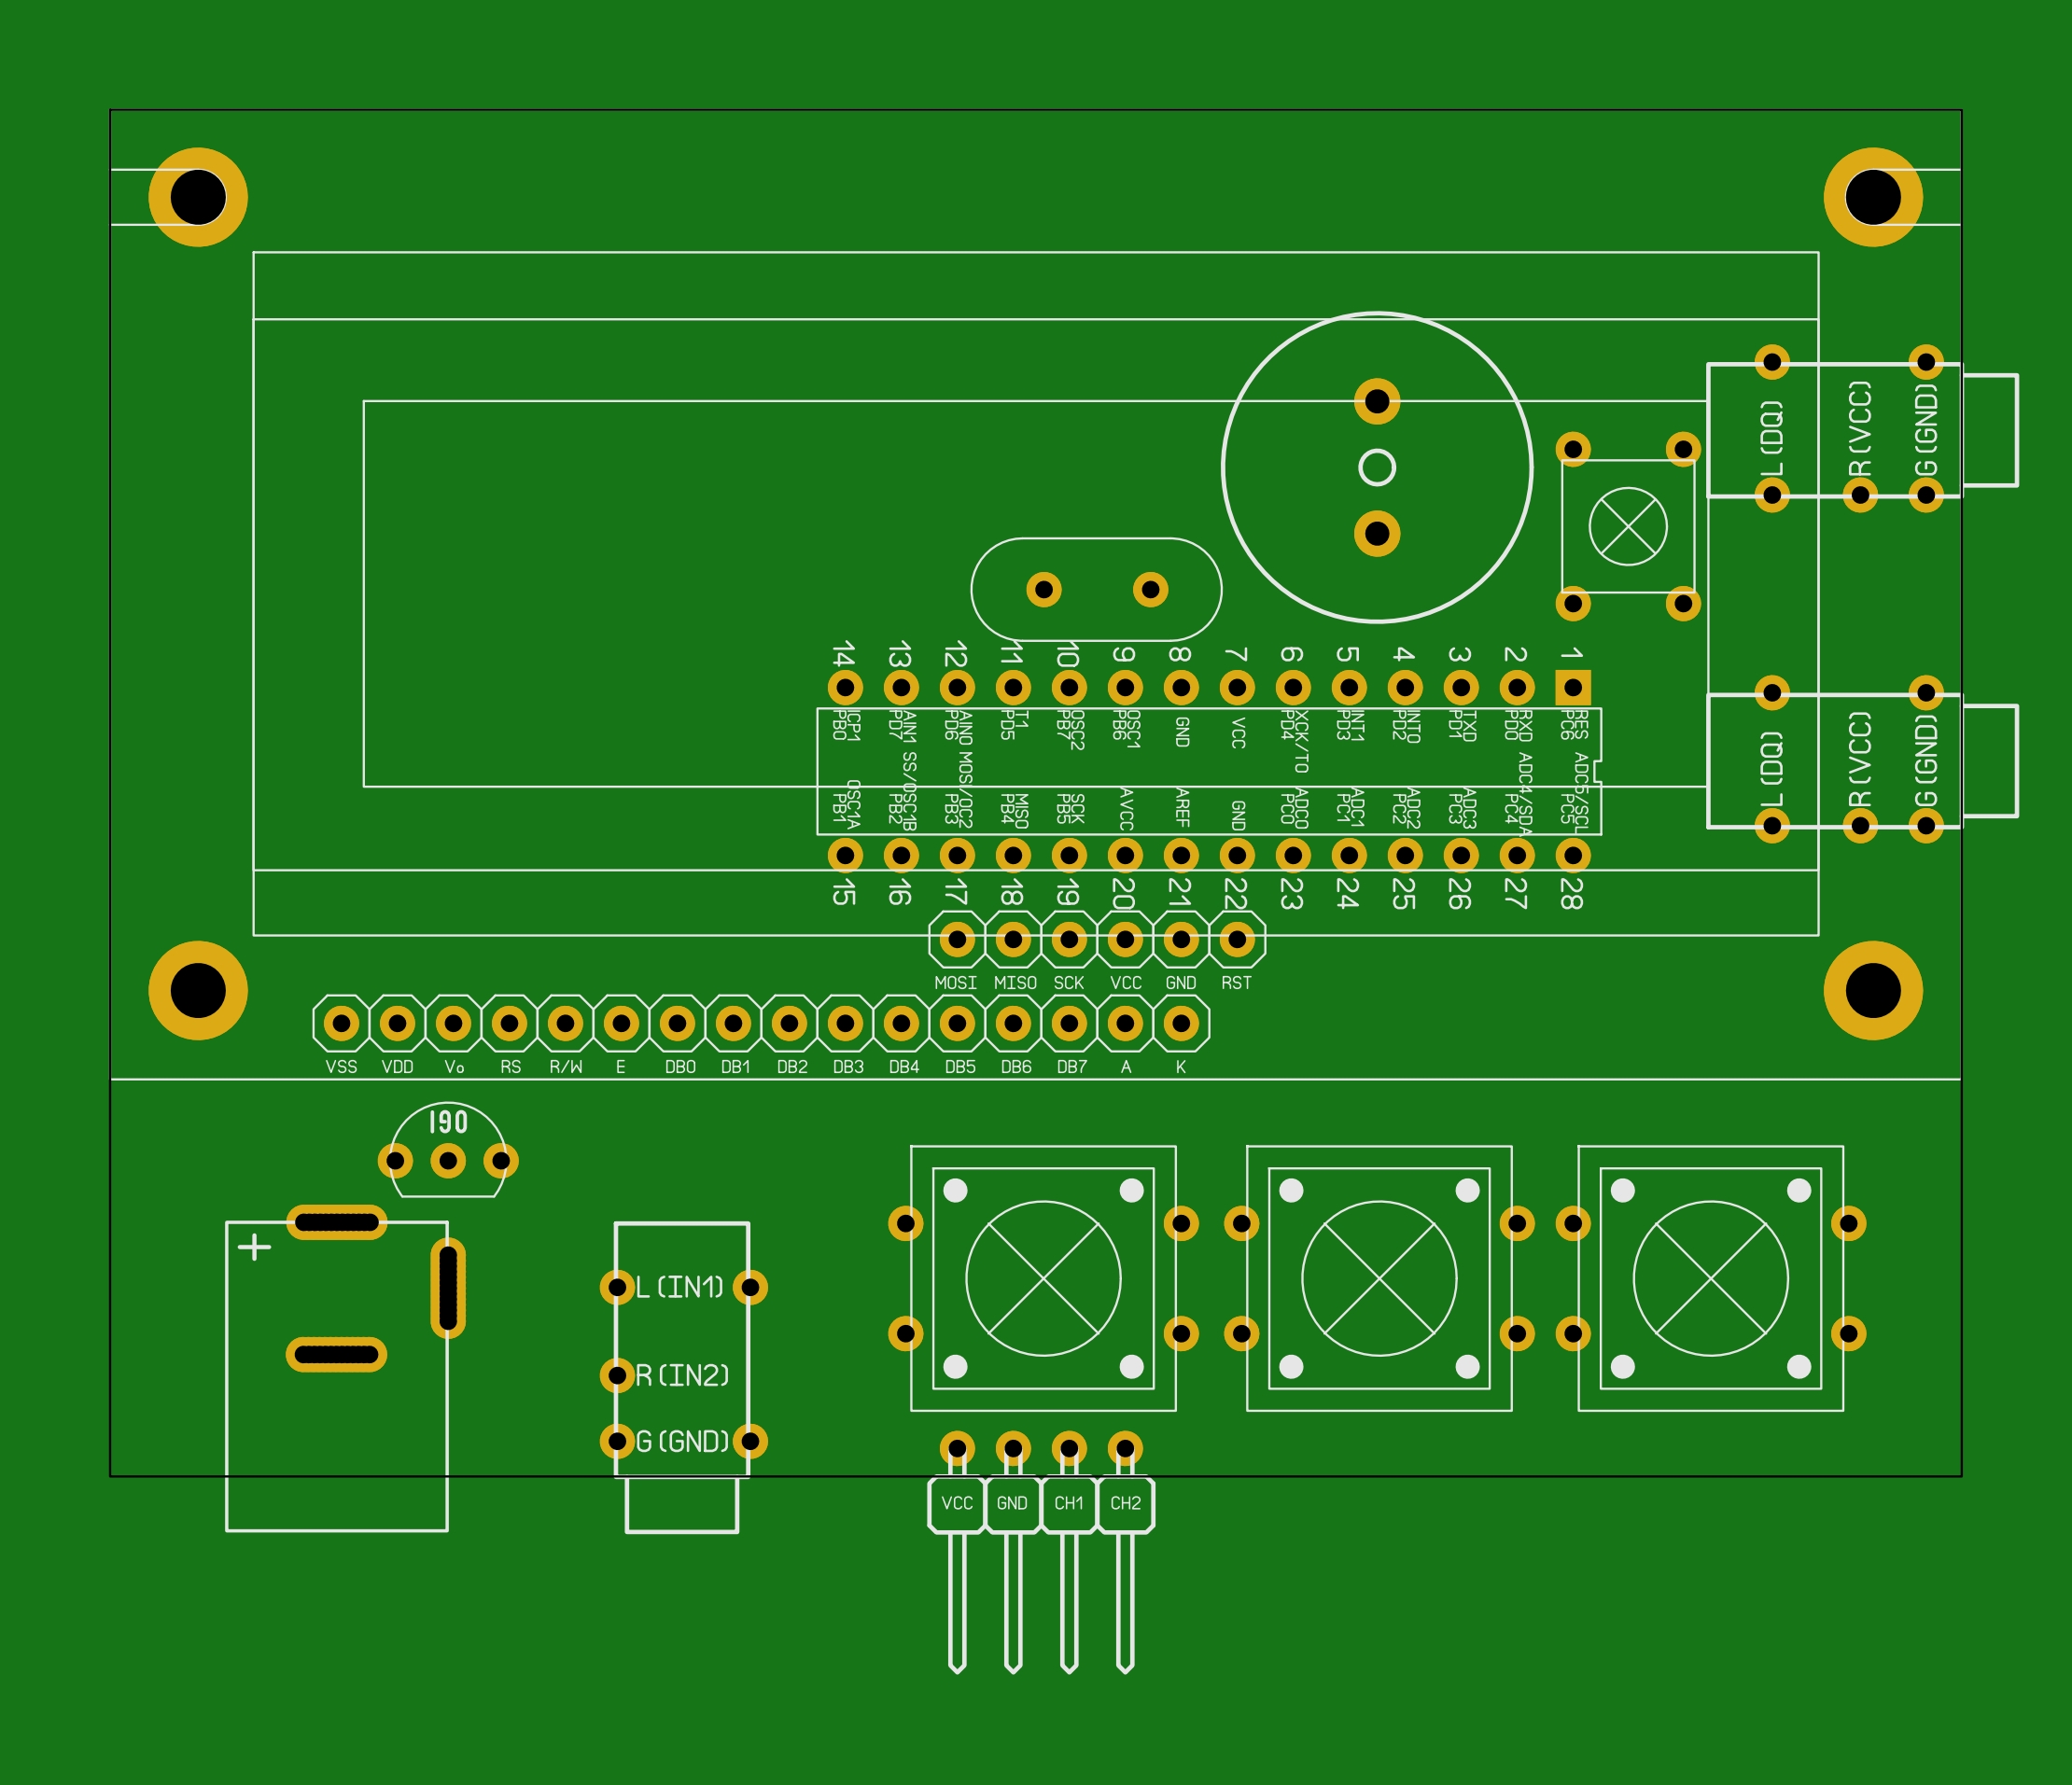 L(DQ)
R(VCC)
G(GND)
14 13 12 11 10 9 8 7 6 5 4 3 2 1
ICP1 AIN1 AIN0 T1 OSC2 OSC1 GND VCC XCK/T0 INT1 INT0 TXD RXD RES
PB0 PD7 PD6 PD5 PB7 PB6 PD4 PD3 PD2 PD1 PD0 PC6
OSC1A SS/OSC1B MOSI/OC2 MISO SCK AVCC AREF GND ADC0 ADC1 ADC2 ADC3 ADC4/SDA ADC5/SCL
PB1 PB2 PB3 PB4 PB5 PC0 PC1 PC2 PC3 PC4 PC5
15 16 17 18 19 20 21 22 23 24 25 26 27 28
L(DQ)
R(VCC)
G(GND)
MOSI MISO SCK VCC GND RST
VSS VDD Vo RS R/W E DB0 DB1 DB2 DB3 DB4 DB5 DB6 DB7 A K
+
L(IN1)
R(IN2)
G(GND)
VCC GND CH1 CH2